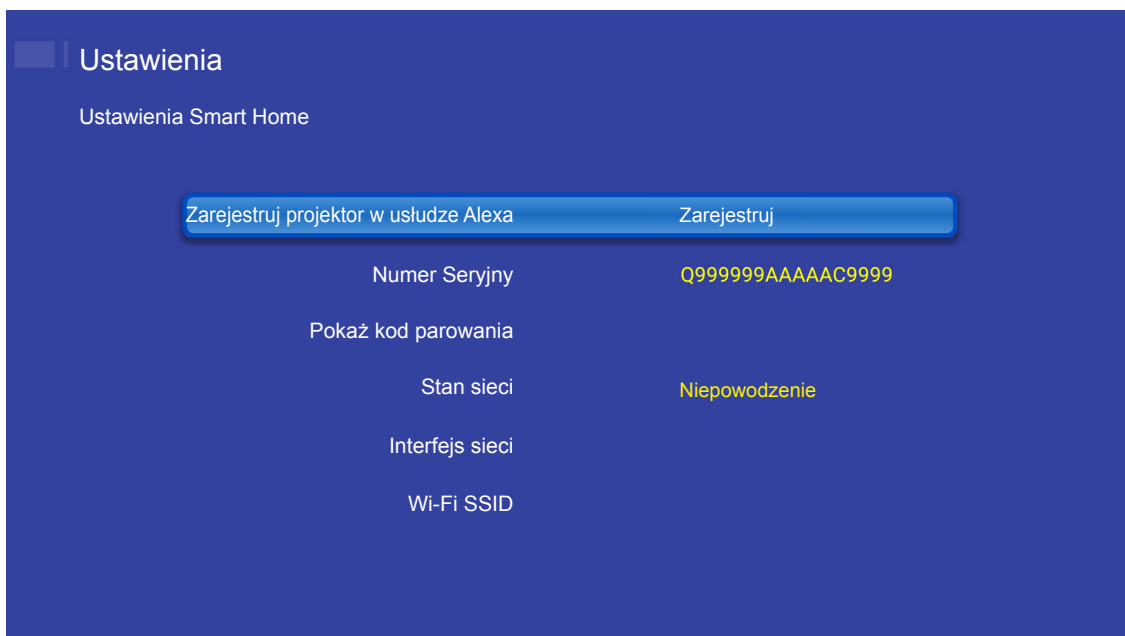 Ustawienia
Ustawienia Smart Home
Zarejestruj projektor w usłudze Alexa Zarejestruj
Numer Seryjny Q999999AAAAAC9999
Pokaż kod parowania
Stan sieci Niepowodzenie
Interfejs sieci
Wi-Fi SSID